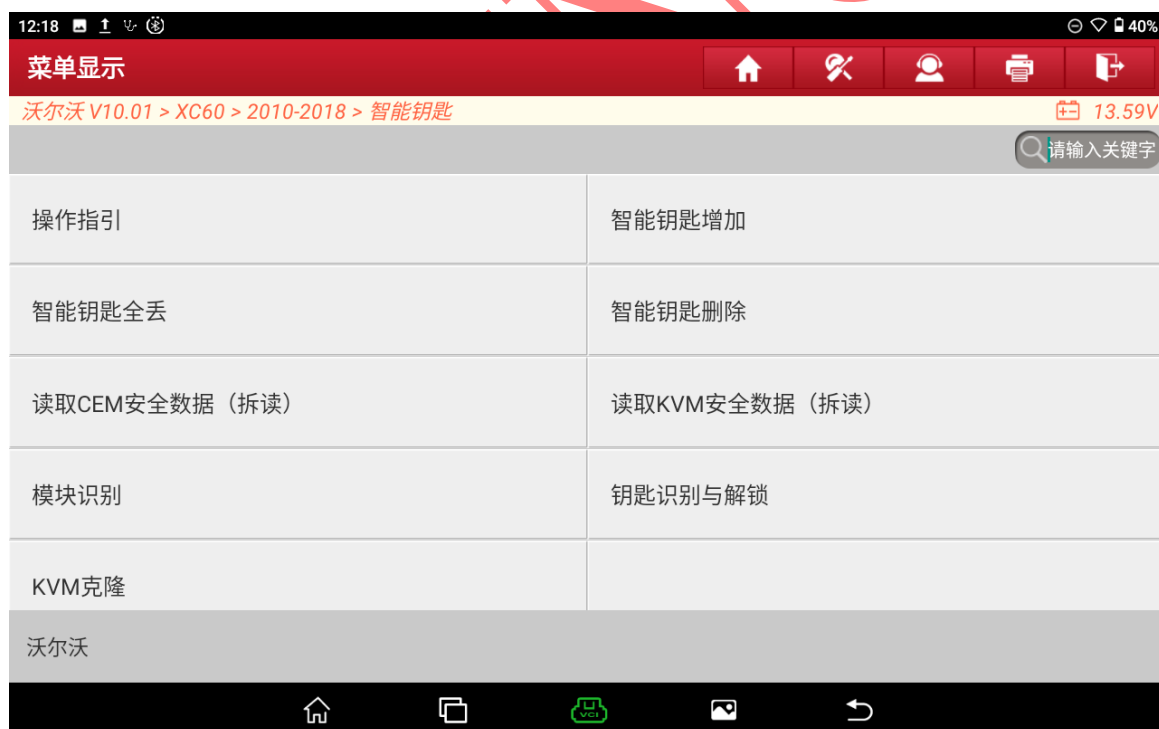 12:18
40%
菜单显示
沃尔沃 V10.01 > XC60 > 2010-2018 > 智能钥匙
13.59V
请输入关键字
操作指引
智能钥匙增加
智能钥匙全丢
智能钥匙删除
读取CEM安全数据（拆读）
读取KVM安全数据（拆读）
模块识别
钥匙识别与解锁
KVM克隆
沃尔沃
VCI